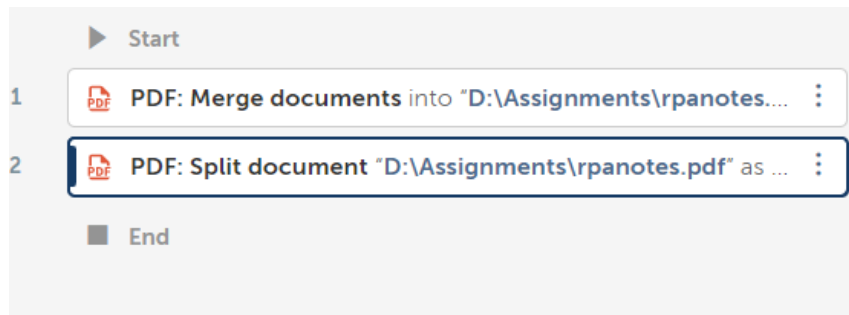 Start
1 PDF PDF: Merge documents into "D:\Assignments\rpanotes....
2 PDF PDF: Split document "D:\Assignments\rpanotes.pdf" as ...
End